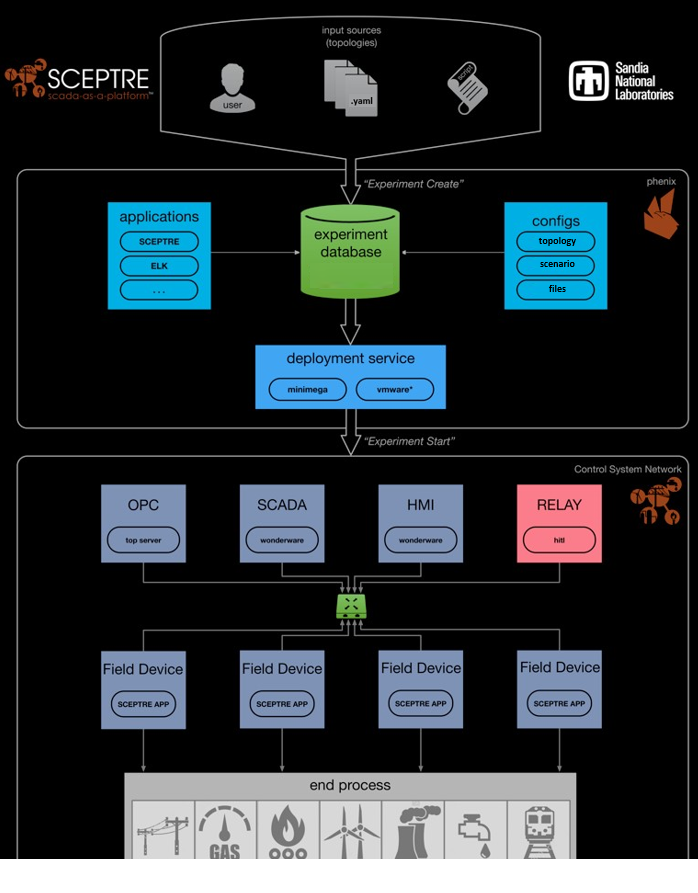 input sources
(topologies)
SCEPTRE
scada-as-a-platform™
user
.yaml
script
Sandia
National
Laboratories
"Experiment Create"
phenix
applications
SCEPTRE
ELK
...
experiment
database
configs
topology
scenario
files
deployment service
minimega
vmware*
"Experiment Start"
Control System Network
OPC
top server
SCADA
wonderware
HMI
wonderware
RELAY
hitl
Field Device
SCEPTRE APP
Field Device
SCEPTRE APP
Field Device
SCEPTRE APP
Field Device
SCEPTRE APP
end process
GAS